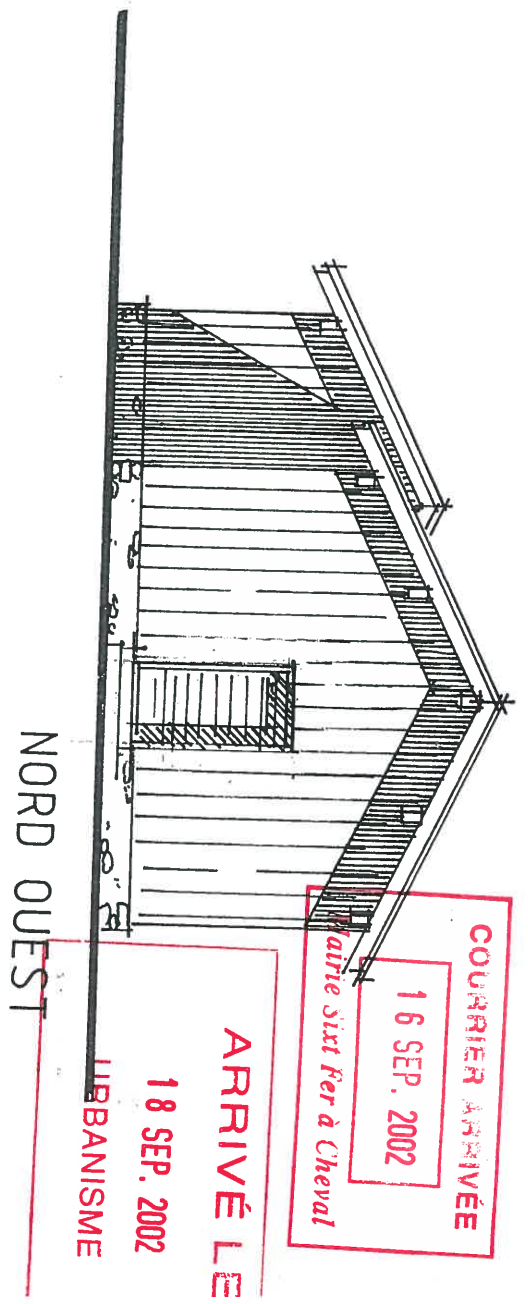 COURRIER ARRIVÉE
16 SEP. 2002
Mairie Sixt Fer à Cheval
ARRIVÉ LE
18 SEP. 2002
URBANISME
NORD OUEST